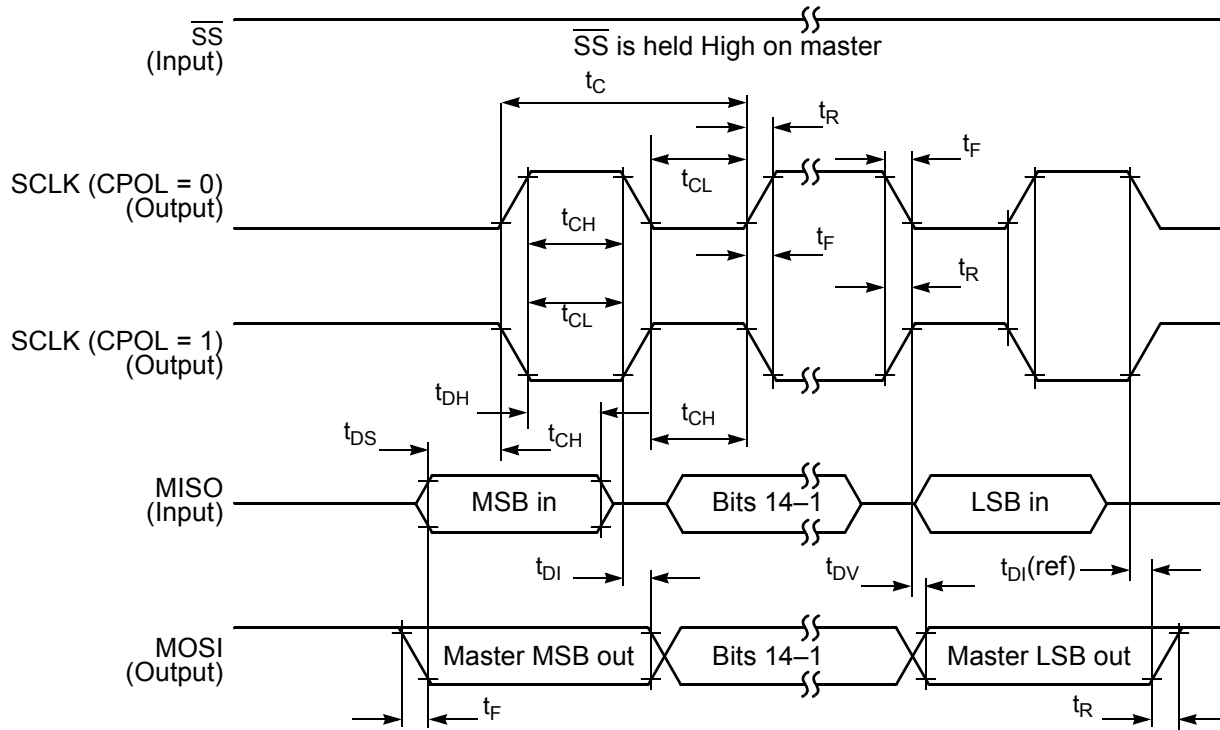 SS
(Input)
SS is held High on master
tC
tR
tF
SCLK (CPOL = 0)
(Output)
tCL
tCH
tF
tR
tCL
SCLK (CPOL = 1)
(Output)
tDH
tCH
tCH
tDS
MISO
(Input)
MSB in
Bits 14–1
LSB in
tDI
tDV
tDI(ref)
MOSI
(Output)
Master MSB out
Bits 14–1
Master LSB out
tF
tR